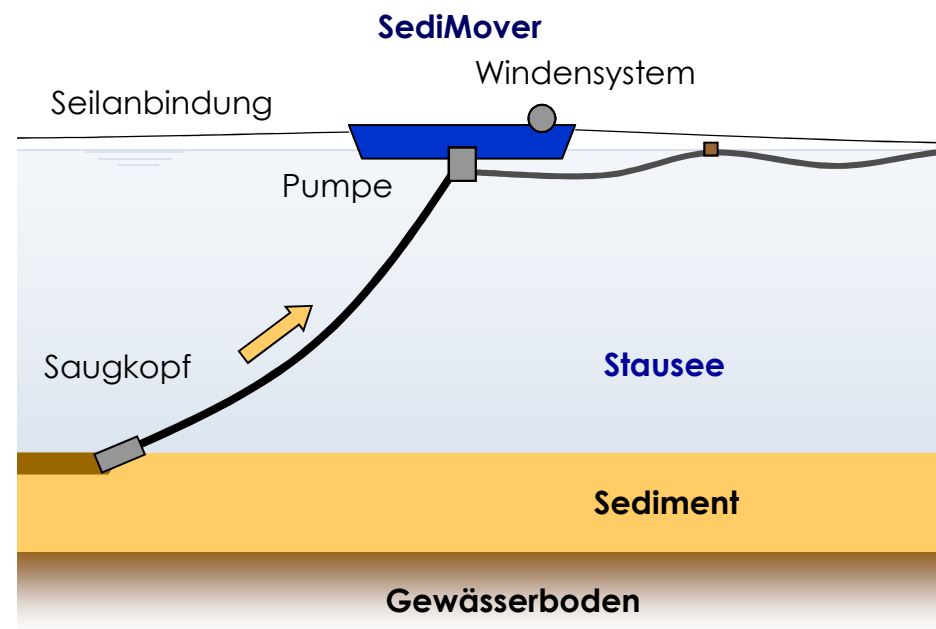 SediMover
Windensystem
Seilanbindung
Pumpe
Saugkopf
Stausee
Sediment
Gewässerboden